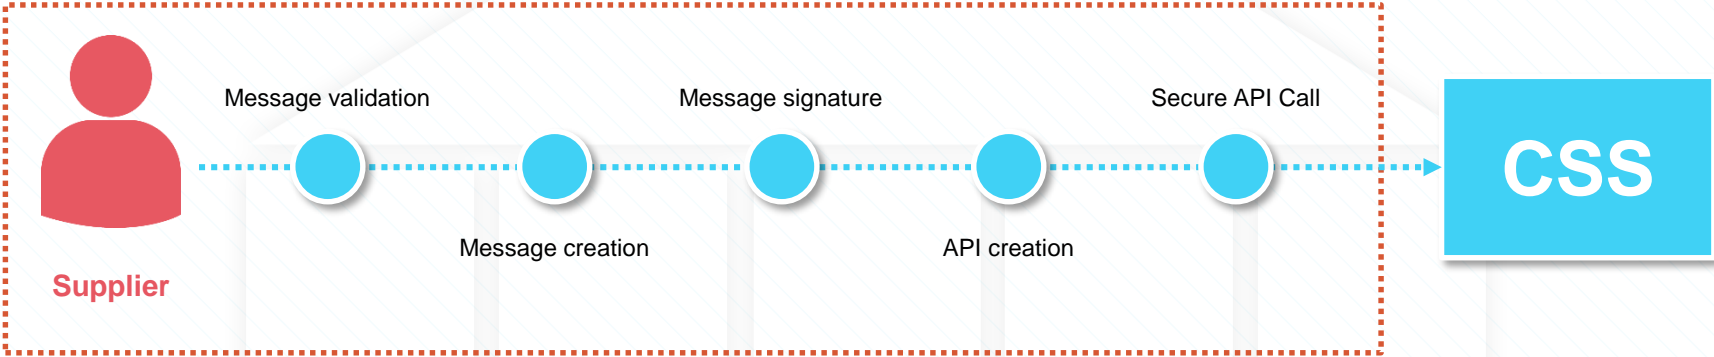 Message validation
Message creation
Message signature
API creation
Secure API Call
CSS
Supplier